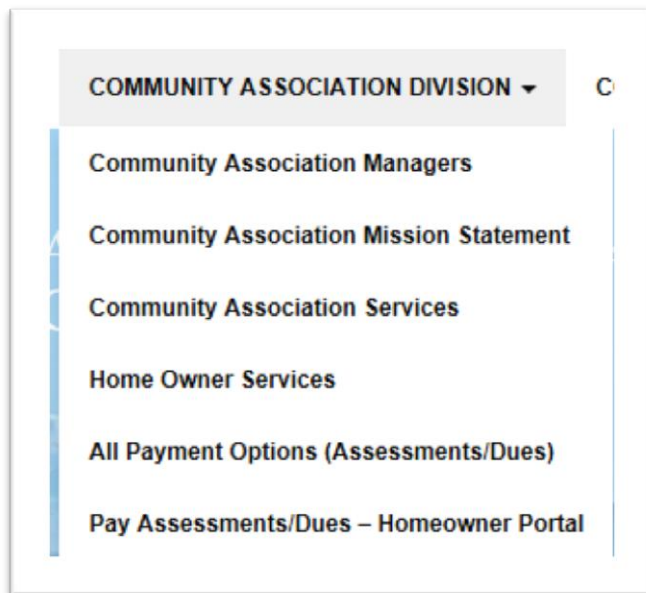 COMMUNITY ASSOCIATION DIVISION
Community Association Managers
Community Association Mission Statement
Community Association Services
Home Owner Services
All Payment Options (Assessments/Dues)
Pay Assessments/Dues – Homeowner Portal